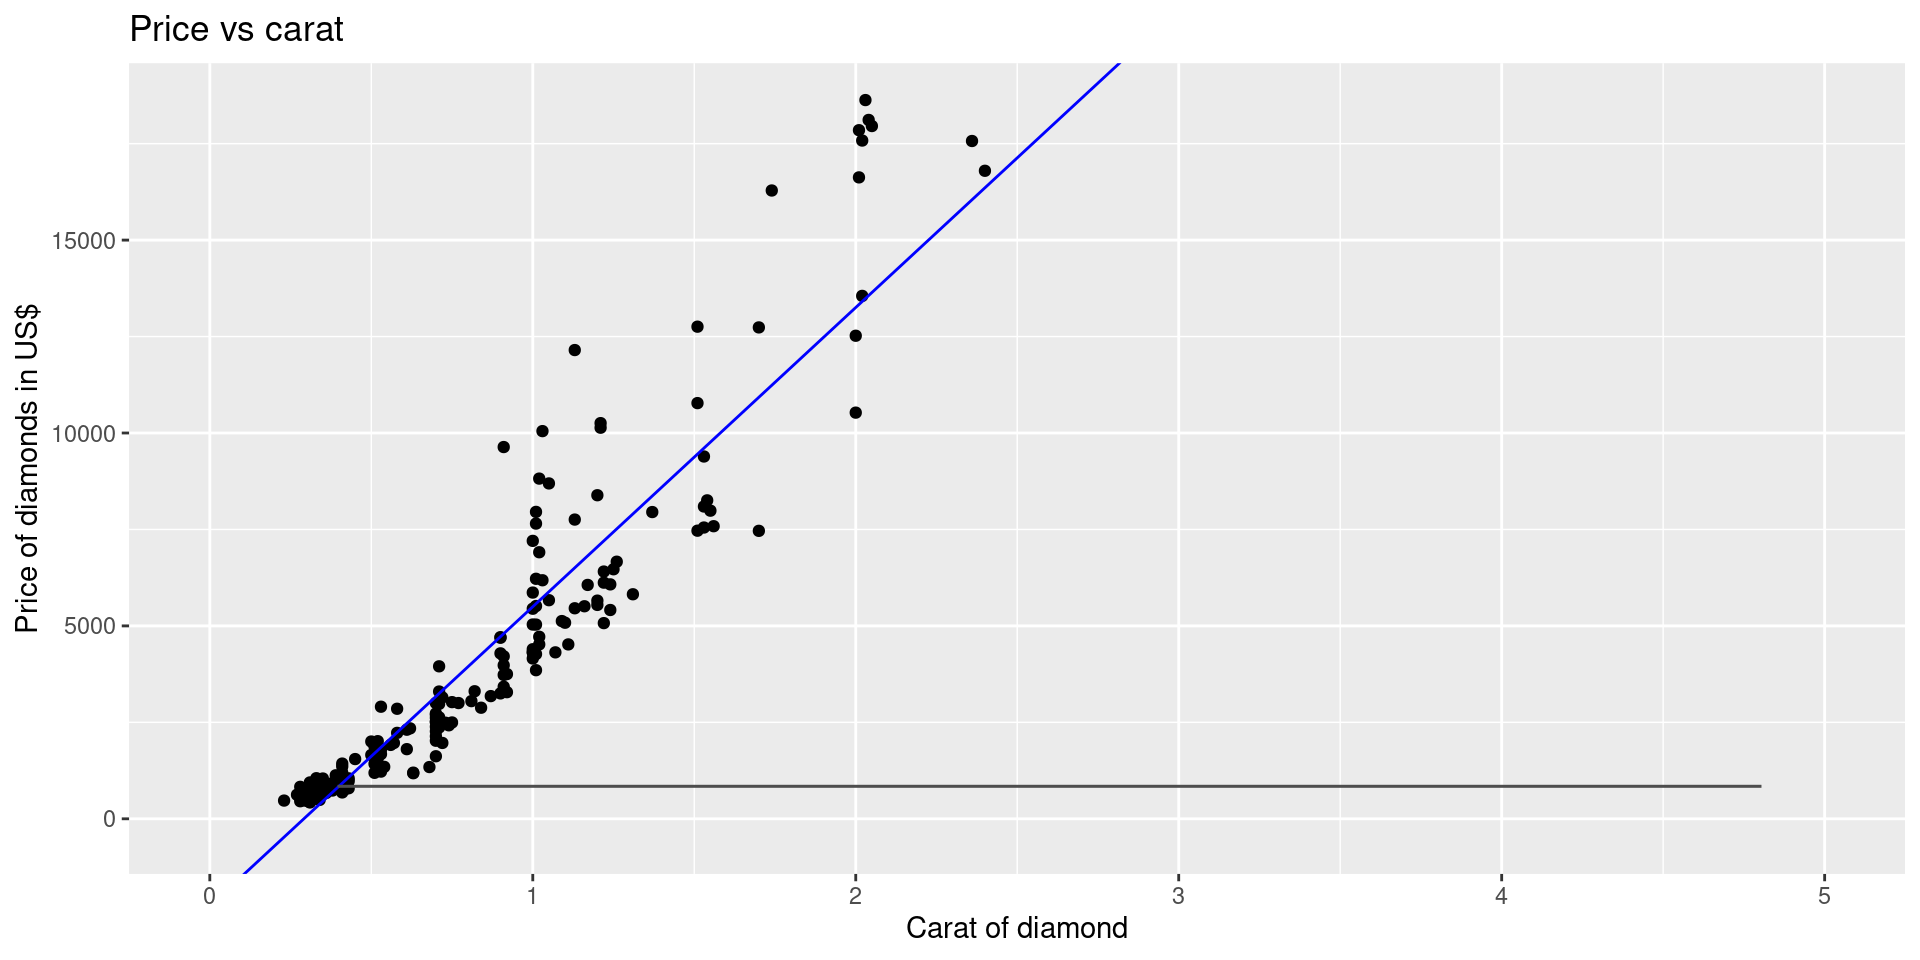 Price vs carat
Price of diamonds in US$
15000
10000
5000
0
0 1 2 3 4 5
Carat of diamond